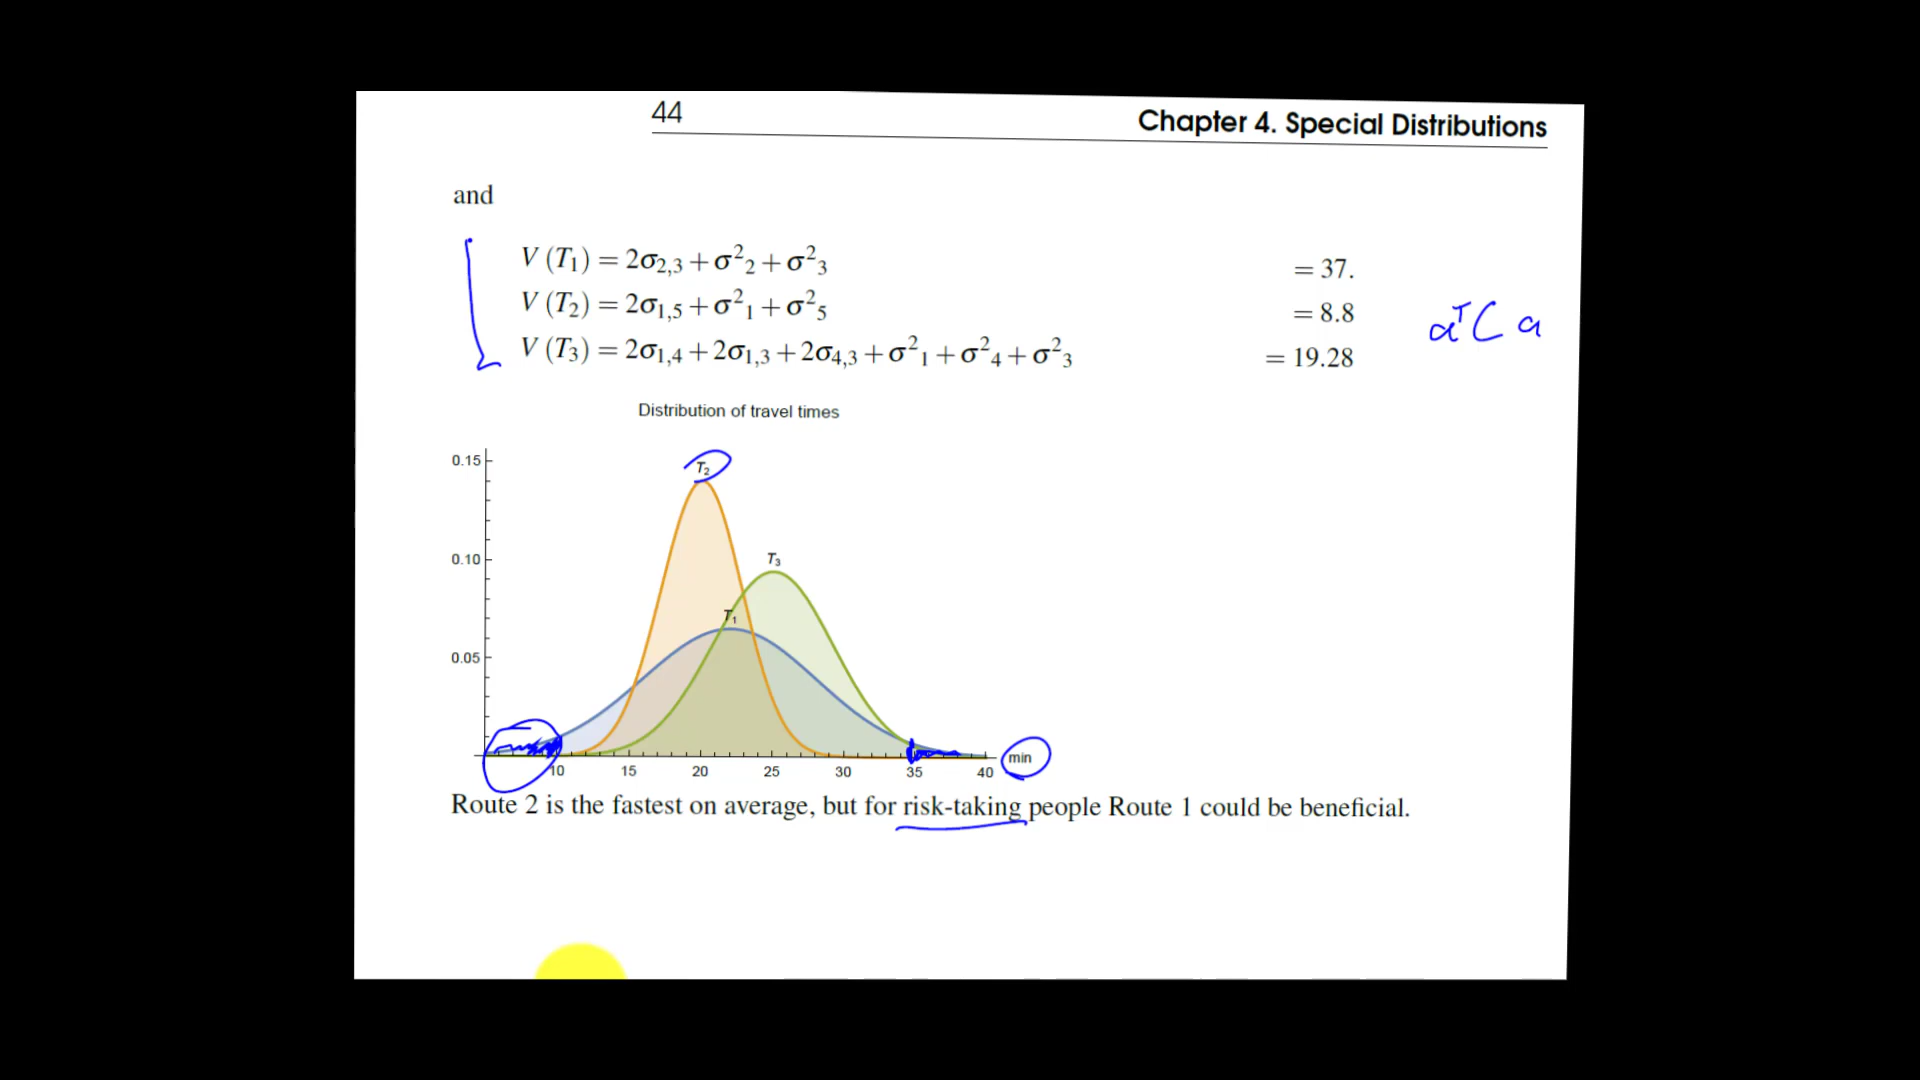 44
Chapter 4. Special Distributions
and
V (T₁) = 2σ₂,₃ + σ²₂ + σ²₃ = 37.
V (T₂) = 2σ₁,₅ + σ²₁ + σ²₅ = 8.8
V (T₃) = 2σ₁,₄ + 2σ₁,₃ + 2σ₄,₃ + σ²₁ + σ²₄ + σ²₃ = 19.28
aᵀC a
Distribution of travel times
0.15
T₂
0.10
T₃
T₁
0.05
10 15 20 25 30 35 40 min
Route 2 is the fastest on average, but for risk-taking people Route 1 could be beneficial.